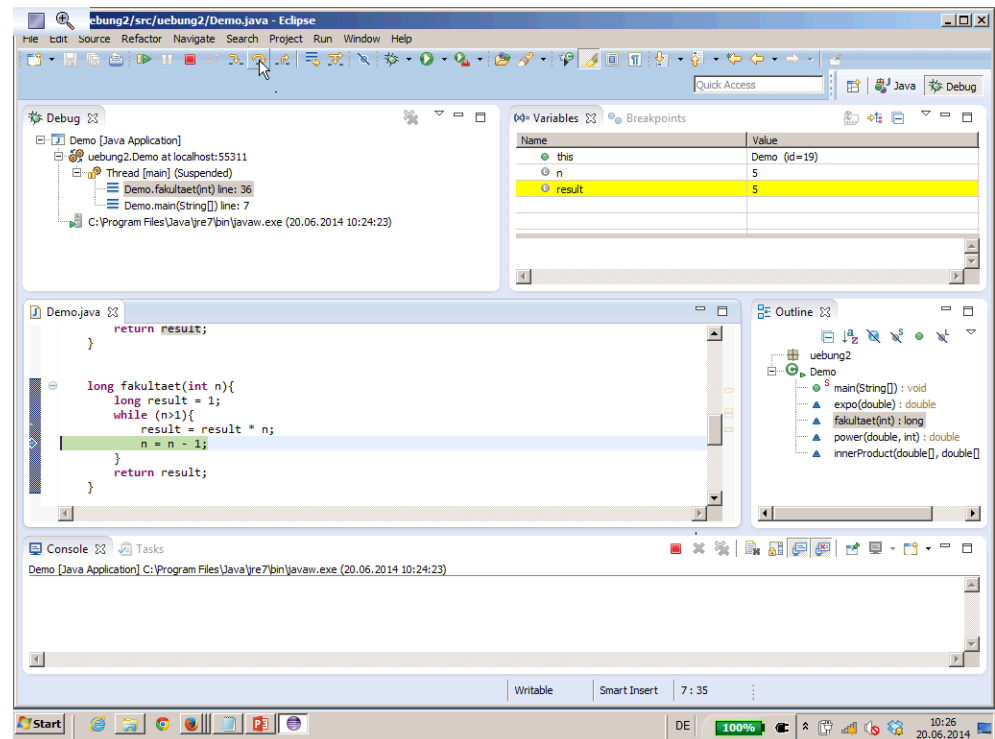 ebung2/src/uebung2/Demo.java - Eclipse
File Edit Source Refactor Navigate Search Project Run Window Help
Quick Access
Java
Debug
Debug
Demo [Java Application]
uebung2.Demo at localhost:55311
Thread [main] (Suspended)
Demo.fakultaet(int) line: 36
Demo.main(String[]) line: 7
C:\Program Files\Java\jre7\bin\javaw.exe (20.06.2014 10:24:23)
(x)= Variables Breakpoints
Name Value
this Demo (id=19)
n 5
result 5
Demo.java
return result;
}
long fakultaet(int n){
long result = 1;
while (n>1){
result = result * n;
n = n - 1;
}
return result;
}
Outline
uebung2
Demo
main(String[]) : void
expo(double) : double
fakultaet(int) : long
power(double, int) : double
innerProduct(double[], double[]
Console Tasks
Demo [Java Application] C:\Program Files\Java\jre7\bin\javaw.exe (20.06.2014 10:24:23)
Writable Smart Insert 7 : 35
Start DE 100% 10:26
20.06.2014